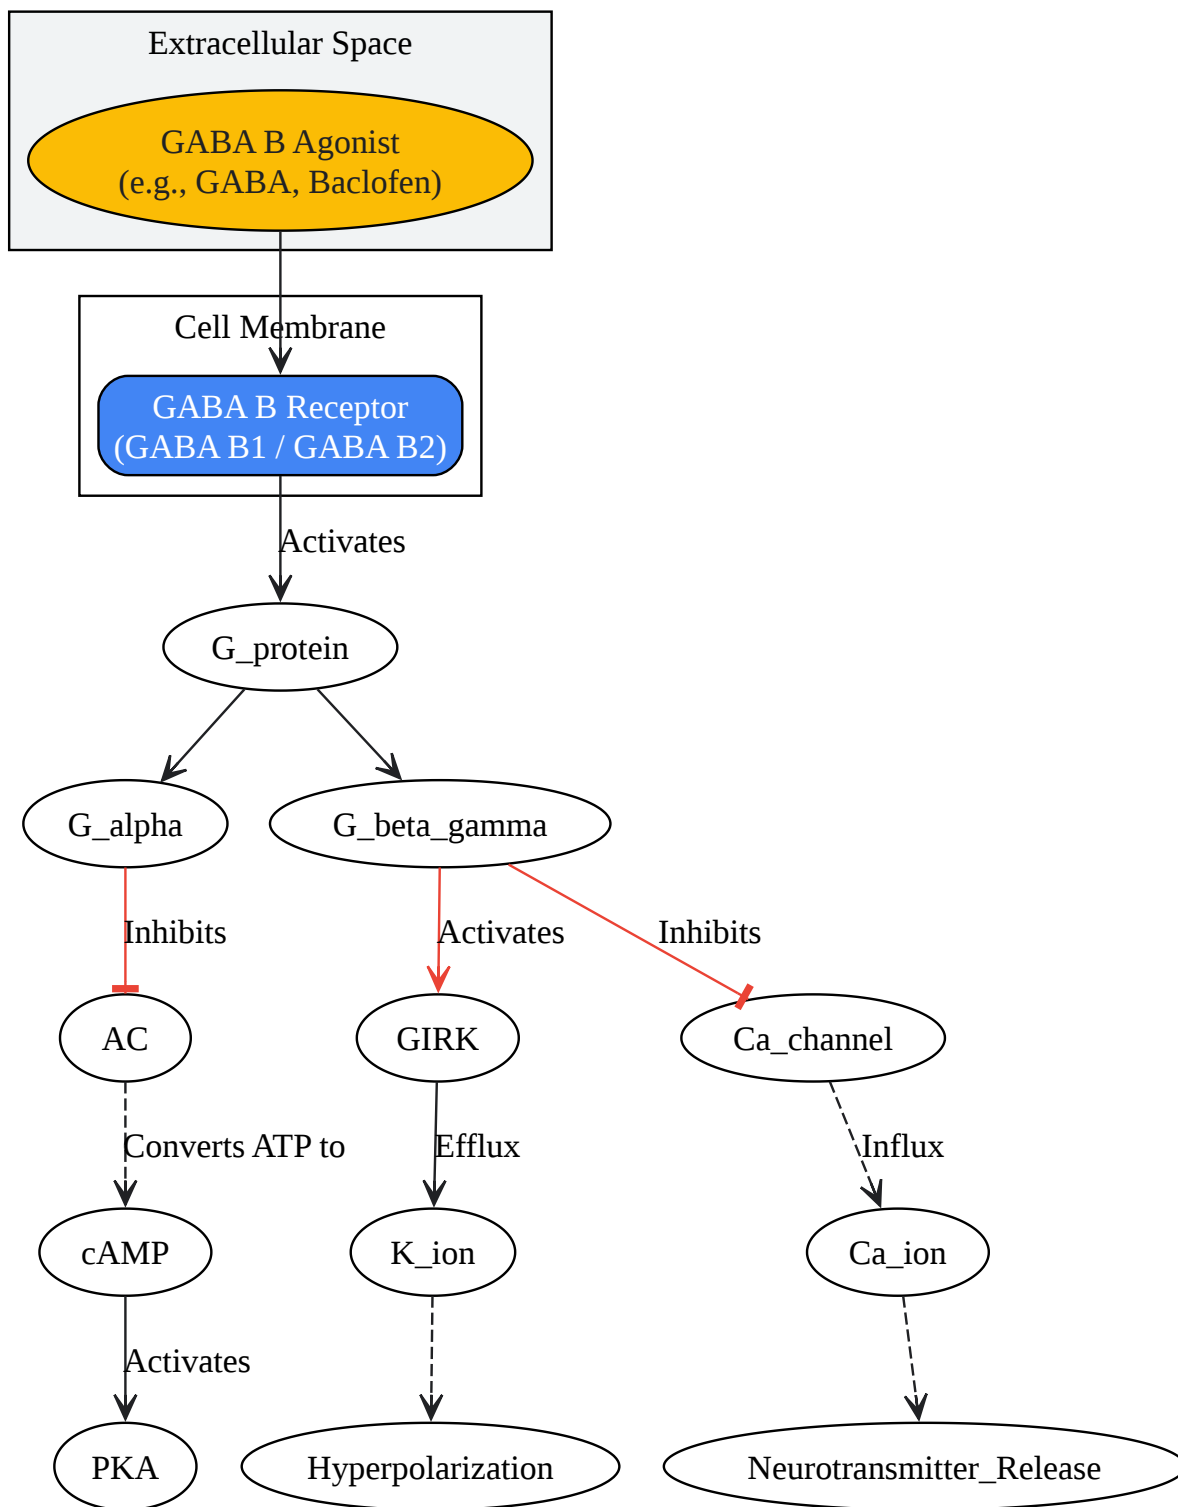 Extracellular Space
GABA B Agonist
(e.g., GABA, Baclofen)
Cell Membrane
GABA B Receptor
(GABA B1 / GABA B2)
Activates
G_protein
G_alpha
G_beta_gamma
Inhibits
Activates
Inhibits
AC
GIRK
Ca_channel
Converts ATP to
Efflux
Influx
cAMP
K_ion
Ca_ion
Activates
PKA
Hyperpolarization
Neurotransmitter_Release